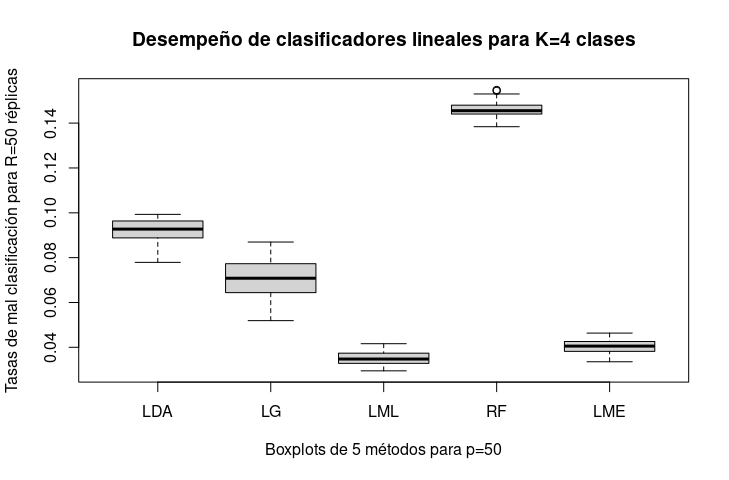 Desempeño de clasificadores lineales para K=4 clases
Tasas de mal clasificación para R=50 réplicas
0.14
0.12
0.10
0.08
0.06
0.04
LDA LG LML RF LME
Boxplots de 5 métodos para p=50